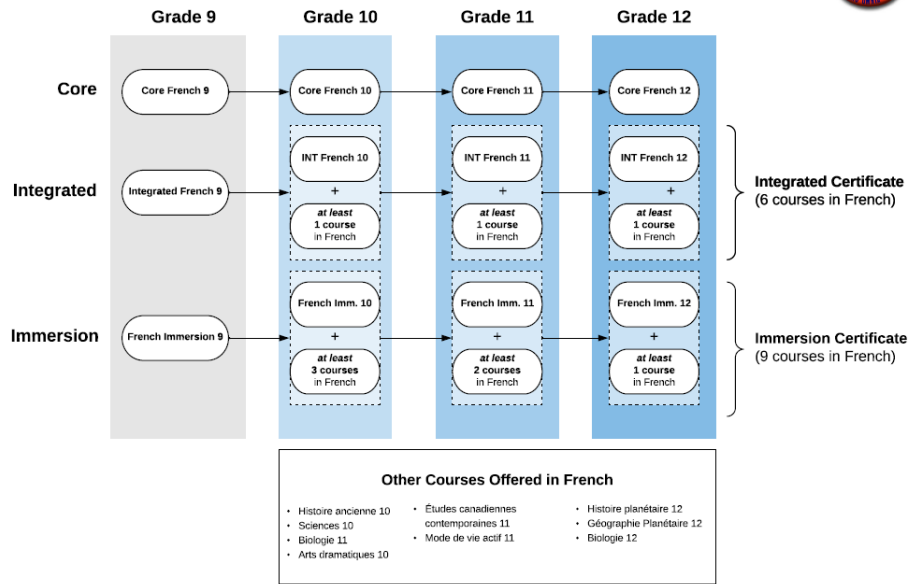 Grade 9
Grade 10
Grade 11
Grade 12
Core
Core French 9
Core French 10
Core French 11
Core French 12
Integrated
Integrated French 9
INT French 10
+
at least
1 course
in French
INT French 11
+
at least
1 course
in French
INT French 12
+
at least
1 course
in French
Integrated Certificate
(6 courses in French)
Immersion
French Immersion 9
French Imm. 10
+
at least
3 courses
in French
French Imm. 11
+
at least
2 courses
in French
French Imm. 12
+
at least
1 course
in French
Immersion Certificate
(9 courses in French)
Other Courses Offered in French
• Histoire ancienne 10
• Sciences 10
• Biologie 11
• Arts dramatiques 10
• Études canadiennes
contemporaines 11
• Mode de vie actif 11
• Histoire planétaire 12
• Géographie Planétaire 12
• Biologie 12